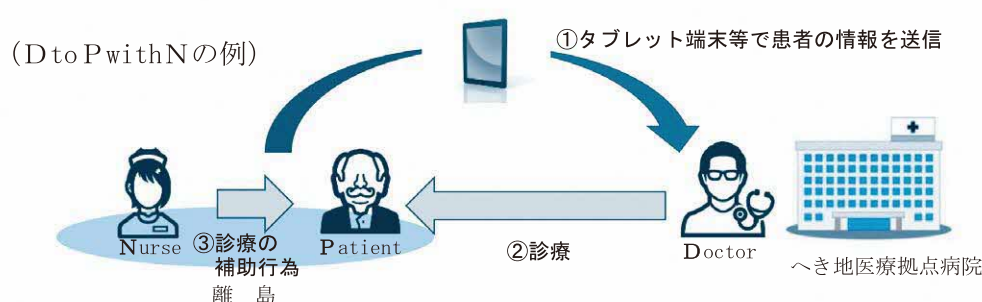 (DtoPwithNの例)
①タブレット端末等で患者の情報を送信
Nurse
③診療の
補助行為
離 島
Patient
②診療
Doctor
へき地医療拠点病院